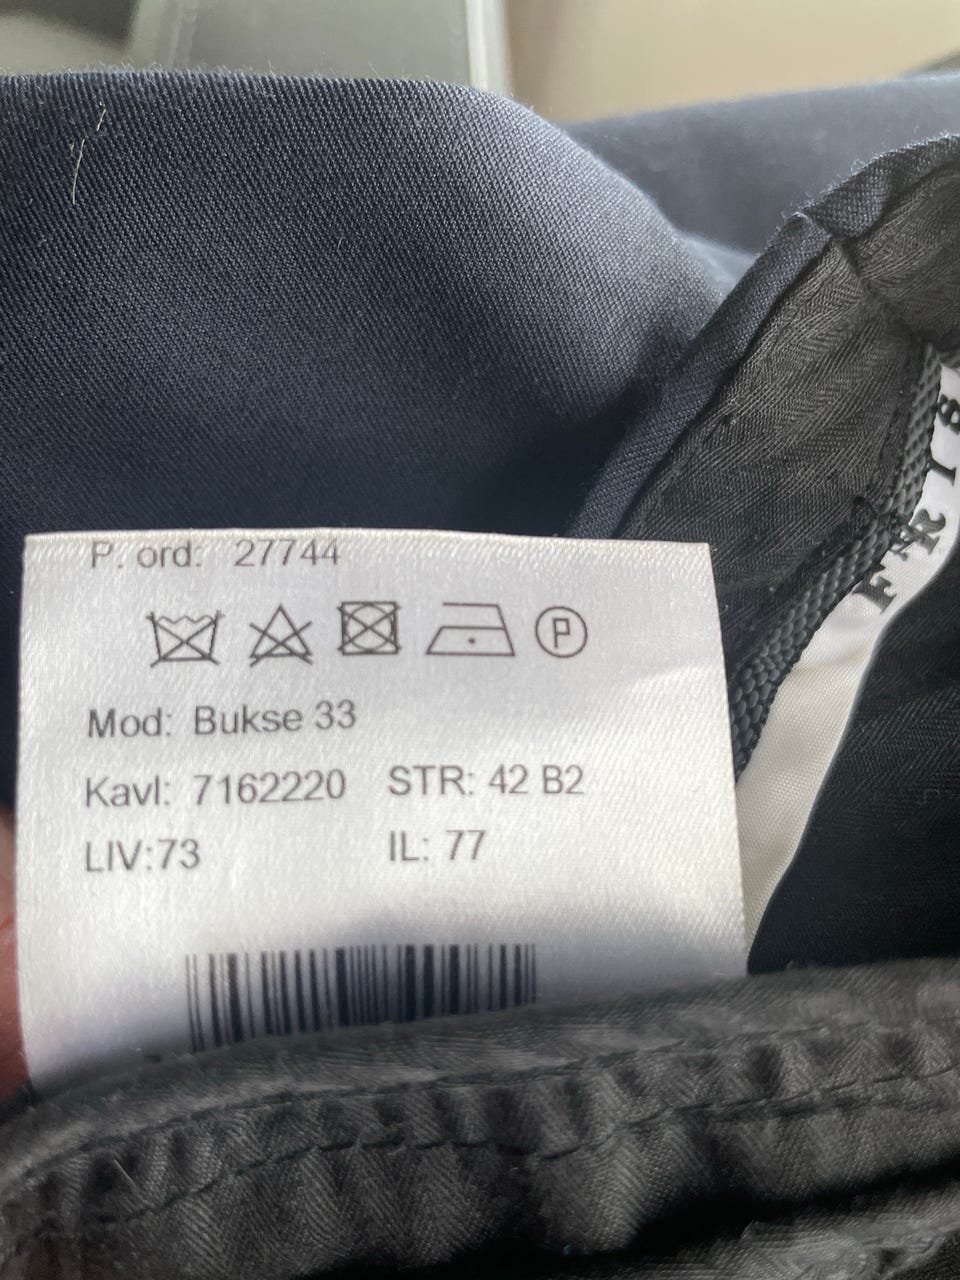 P. ord: 27744
P
Mod: Bukse 33
Kavl: 7162220 STR: 42 B2
LIV:73 IL: 77